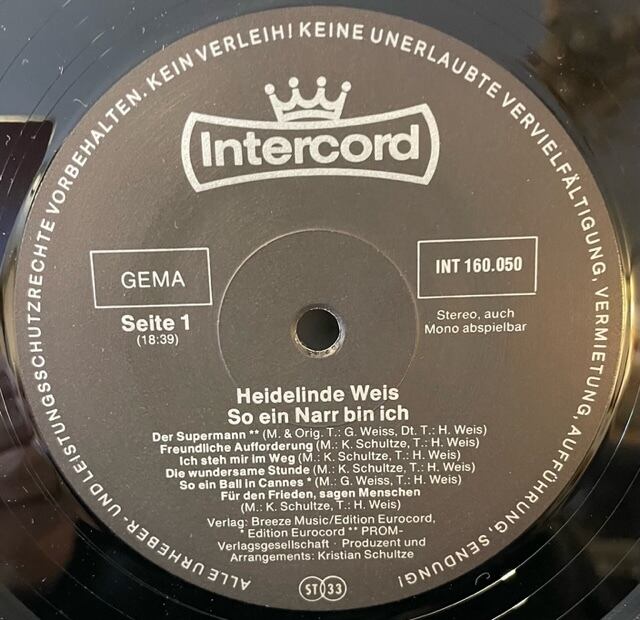 ALLE URHEBER- UND LEISTUNGSSCHUTZRECHTE VORBEHALTEN. KEIN VERLEIH! KEINE UNERLAUBTE VERVIELFÄLTIGUNG, VERMIETUNG, AUFFÜHRUNG, SENDUNG!
Intercord
GEMA
INT 160.050
Seite 1
(18:39)
Stereo, auch
Mono abspielbar
Heidelinde Weis
So ein Narr bin ich
Der Supermann ** (M. & Orig. T.: G. Weiss, Dt. T.: H. Weis)
Freundliche Aufforderung (M.: K. Schultze, T.: H. Weis)
Ich steh mir im Weg (M.: K. Schultze, T.: H. Weis)
Die wundersame Stunde (M.: K. Schultze, T.: H. Weis)
So ein Ball in Cannes * (M.: G. Weiss, T.: H. Weis)
Für den Frieden, sagen Menschen
(M.: K. Schultze, T.: H. Weis)
Verlag: Breeze Music/Edition Eurocord,
* Edition Eurocord ** PROM-
Verlagsgesellschaft · Produzent und
Arrangements: Kristian Schultze
ST 33